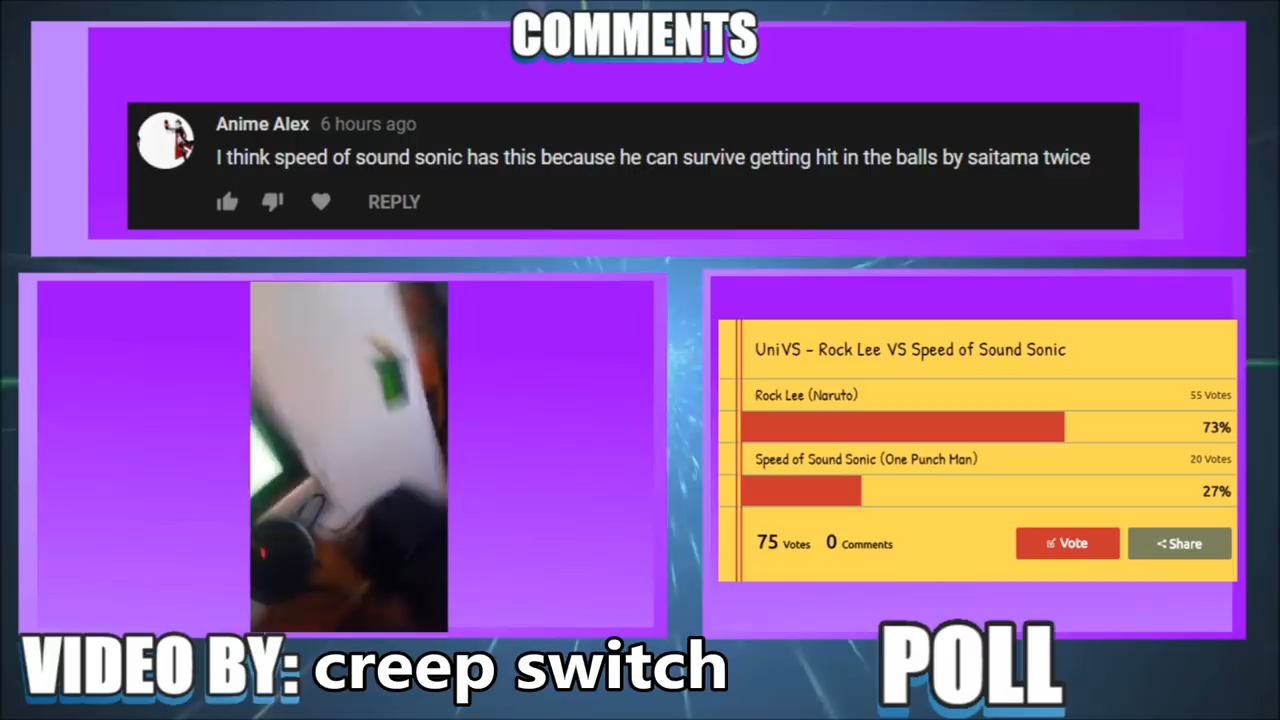 COMMENTS
Anime Alex 6 hours ago
I think speed of sound sonic has this because he can survive getting hit in the balls by saitama twice
REPLY
UniVS - Rock Lee VS Speed of Sound Sonic
Rock Lee (Naruto) 55 Votes
73%
Speed of Sound Sonic (One Punch Man) 20 Votes
27%
75 Votes 0 Comments Vote Share
VIDEO BY: creep switch
POLL